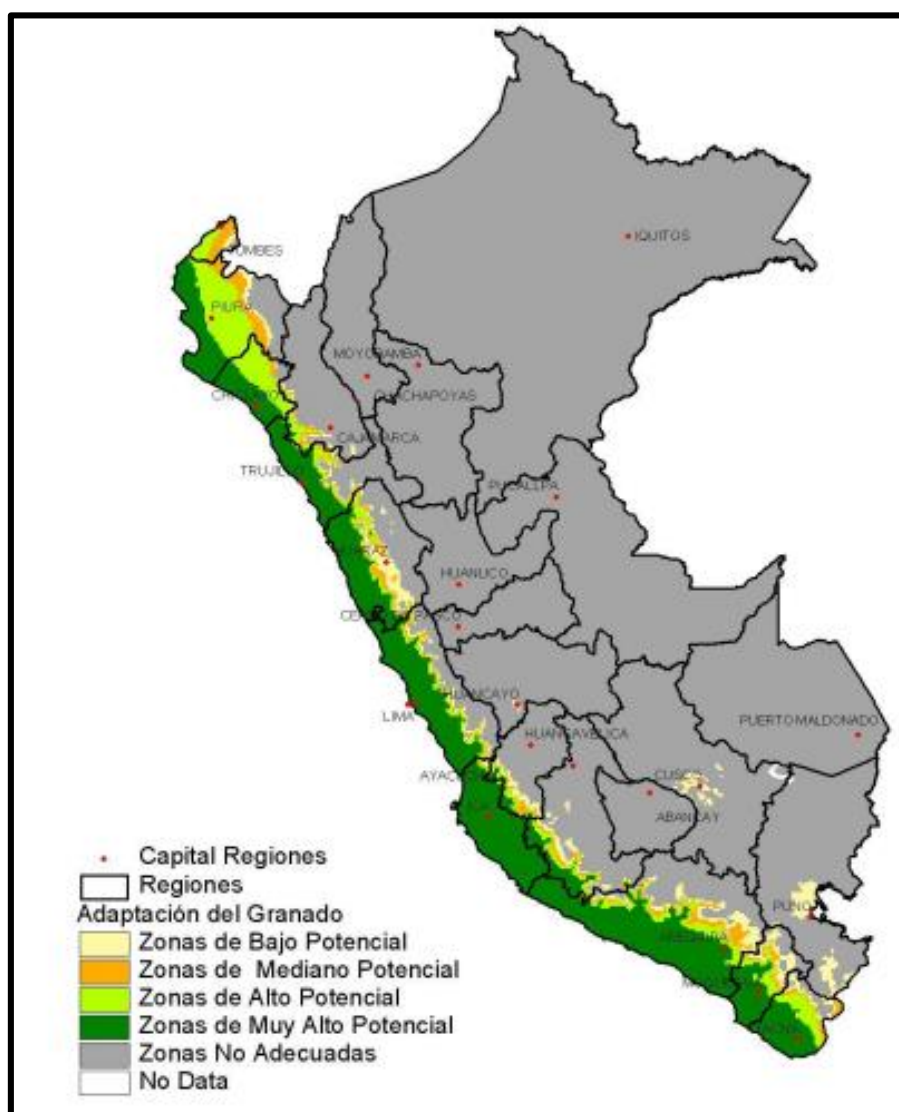 IQUITOS
PIURA
MOYOBAMBA
CHACHAPOYAS
CAJAMARCA
PUCALLPA
HUANUCO
HUANCAYO
LIMA
HUANCAVELICA
PUERTO MALDONADO
CUSCO
ABANCAY
PUNO
Capital Regiones
Regiones
Adaptación del Granado
Zonas de Bajo Potencial
Zonas de Mediano Potencial
Zonas de Alto Potencial
Zonas de Muy Alto Potencial
Zonas No Adecuadas
No Data